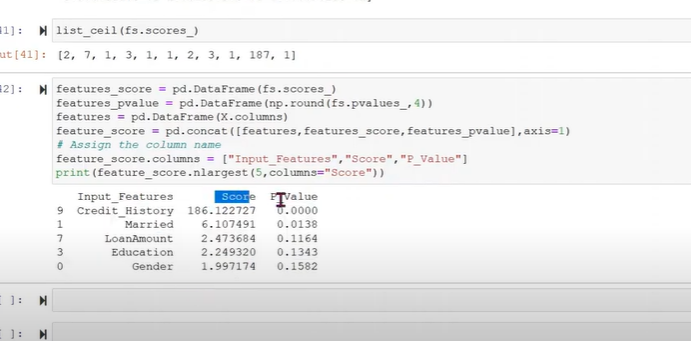 41]: list_ceil(fs.scores_)
ut[41]: [2, 7, 1, 3, 1, 1, 2, 3, 1, 187, 1]
42]: features_score = pd.DataFrame(fs.scores_)
features_pvalue = pd.DataFrame(np.round(fs.pvalues_,4))
features = pd.DataFrame(X.columns)
feature_score = pd.concat([features,features_score,features_pvalue],axis=1)
# Assign the column name
feature_score.columns = ["Input_Features","Score","P_Value"]
print(feature_score.nlargest(5,columns="Score"))
Input_Features Score P_Value
9 Credit_History 186.122727 0.0000
1 Married 6.107491 0.0138
7 LoanAmount 2.473684 0.1164
3 Education 2.249320 0.1343
0 Gender 1.997174 0.1582
[ ]:
[ ]: